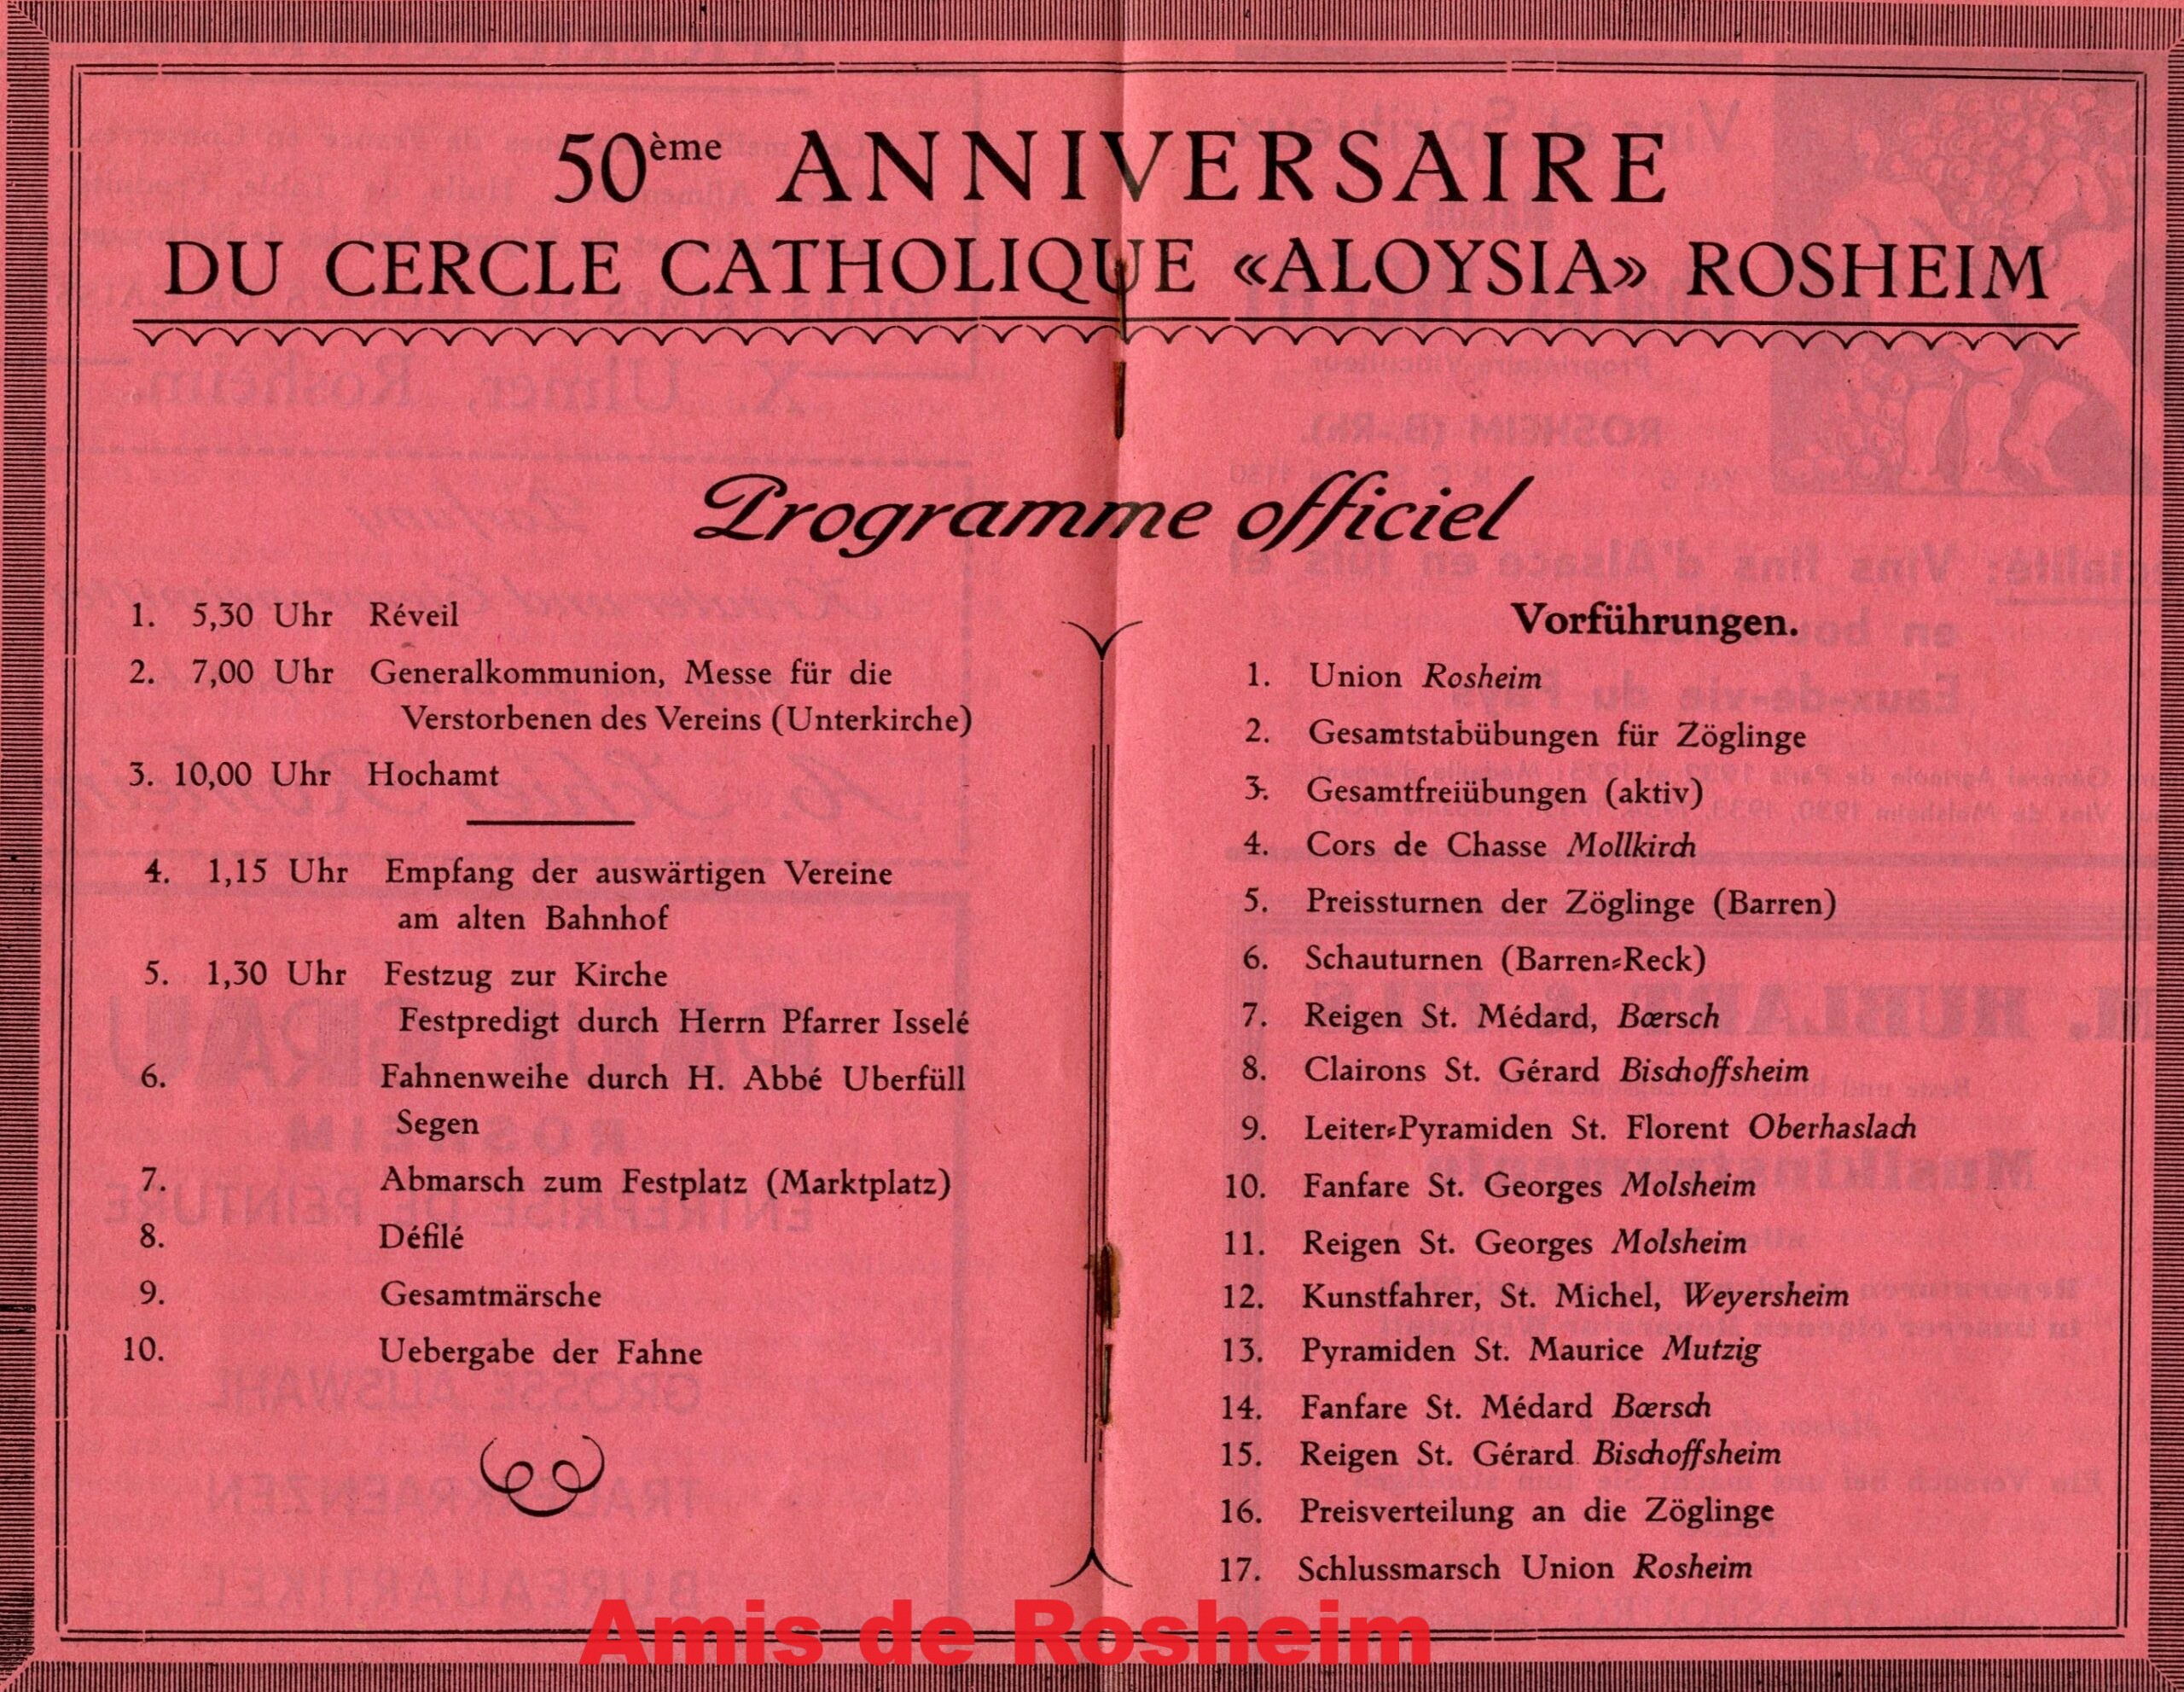 50ème ANNIVERSAIRE
DU CERCLE CATHOLIQUE «ALOYSIA» ROSHEIM
Programme officiel
1. 5,30 Uhr Réveil
2. 7,00 Uhr Generalkommunion, Messe für die
Verstorbenen des Vereins (Unterkirche)
3. 10,00 Uhr Hochamt
4. 1,15 Uhr Empfang der auswärtigen Vereine
am alten Bahnhof
5. 1,30 Uhr Festzug zur Kirche
Festpredigt durch Herrn Pfarrer Isselé
6. Fahnenweihe durch H. Abbé Uberfüll
Segen
7. Abmarsch zum Festplatz (Marktplatz)
8. Défilé
9. Gesamtmärsche
10. Uebergabe der Fahne
Vorführungen.
1. Union Rosheim
2. Gesamtstabübungen für Zöglinge
3. Gesamtfreiübungen (aktiv)
4. Cors de Chasse Mollkirch
5. Preissturnen der Zöglinge (Barren)
6. Schauturnen (Barren-Reck)
7. Reigen St. Médard, Bœrsch
8. Clairons St. Gérard Bischoffsheim
9. Leiter-Pyramiden St. Florent Oberhaslach
10. Fanfare St. Georges Molsheim
11. Reigen St. Georges Molsheim
12. Kunstfahrer, St. Michel, Weyersheim
13. Pyramiden St. Maurice Mutzig
14. Fanfare St. Médard Bœrsch
15. Reigen St. Gérard Bischoffsheim
16. Preisverteilung an die Zöglinge
17. Schlussmarsch Union Rosheim
Amis de Rosheim